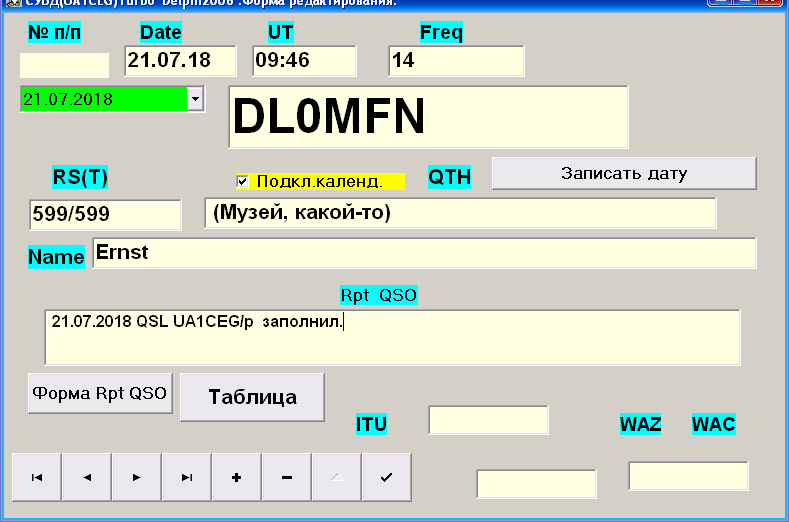 СУБД(UA1CEG)Turbo Delphi2006 .Форма редактирования.
№ п/п Date UT Freq
21.07.18 09:46 14
21.07.2018
DL0MFN
RS(T) Подкл.календ. QTH Записать дату
599/599 (Музей, какой-то)
Name Ernst
Rpt QSO
21.07.2018 QSL UA1CEG/p заполнил.
Форма Rpt QSO Таблица
ITU WAZ WAC